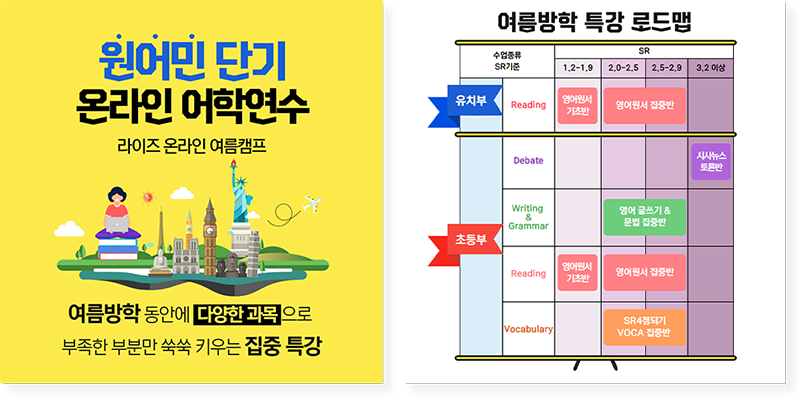 원어민 단기
온라인 어학연수
라이즈 온라인 여름캠프
여름방학 동안에 다양한 과목으로
부족한 부분만 쑥쑥 키우는 집중 특강
여름방학 특강 로드맵
수업종류
SR기준
SR
1.2-1.9 2.0-2.5 2.5-2.9 3.2 이상
유치부
Reading
영어원서
기초반
영어원서 집중반
초등부
Debate
시사뉴스
토론반
Writing
&
Grammar
영어 글쓰기 &
문법 집중반
Reading
영어원서
기초반
영어원서 집중반
Vocabulary
SR4점되기
VOCA 집중반